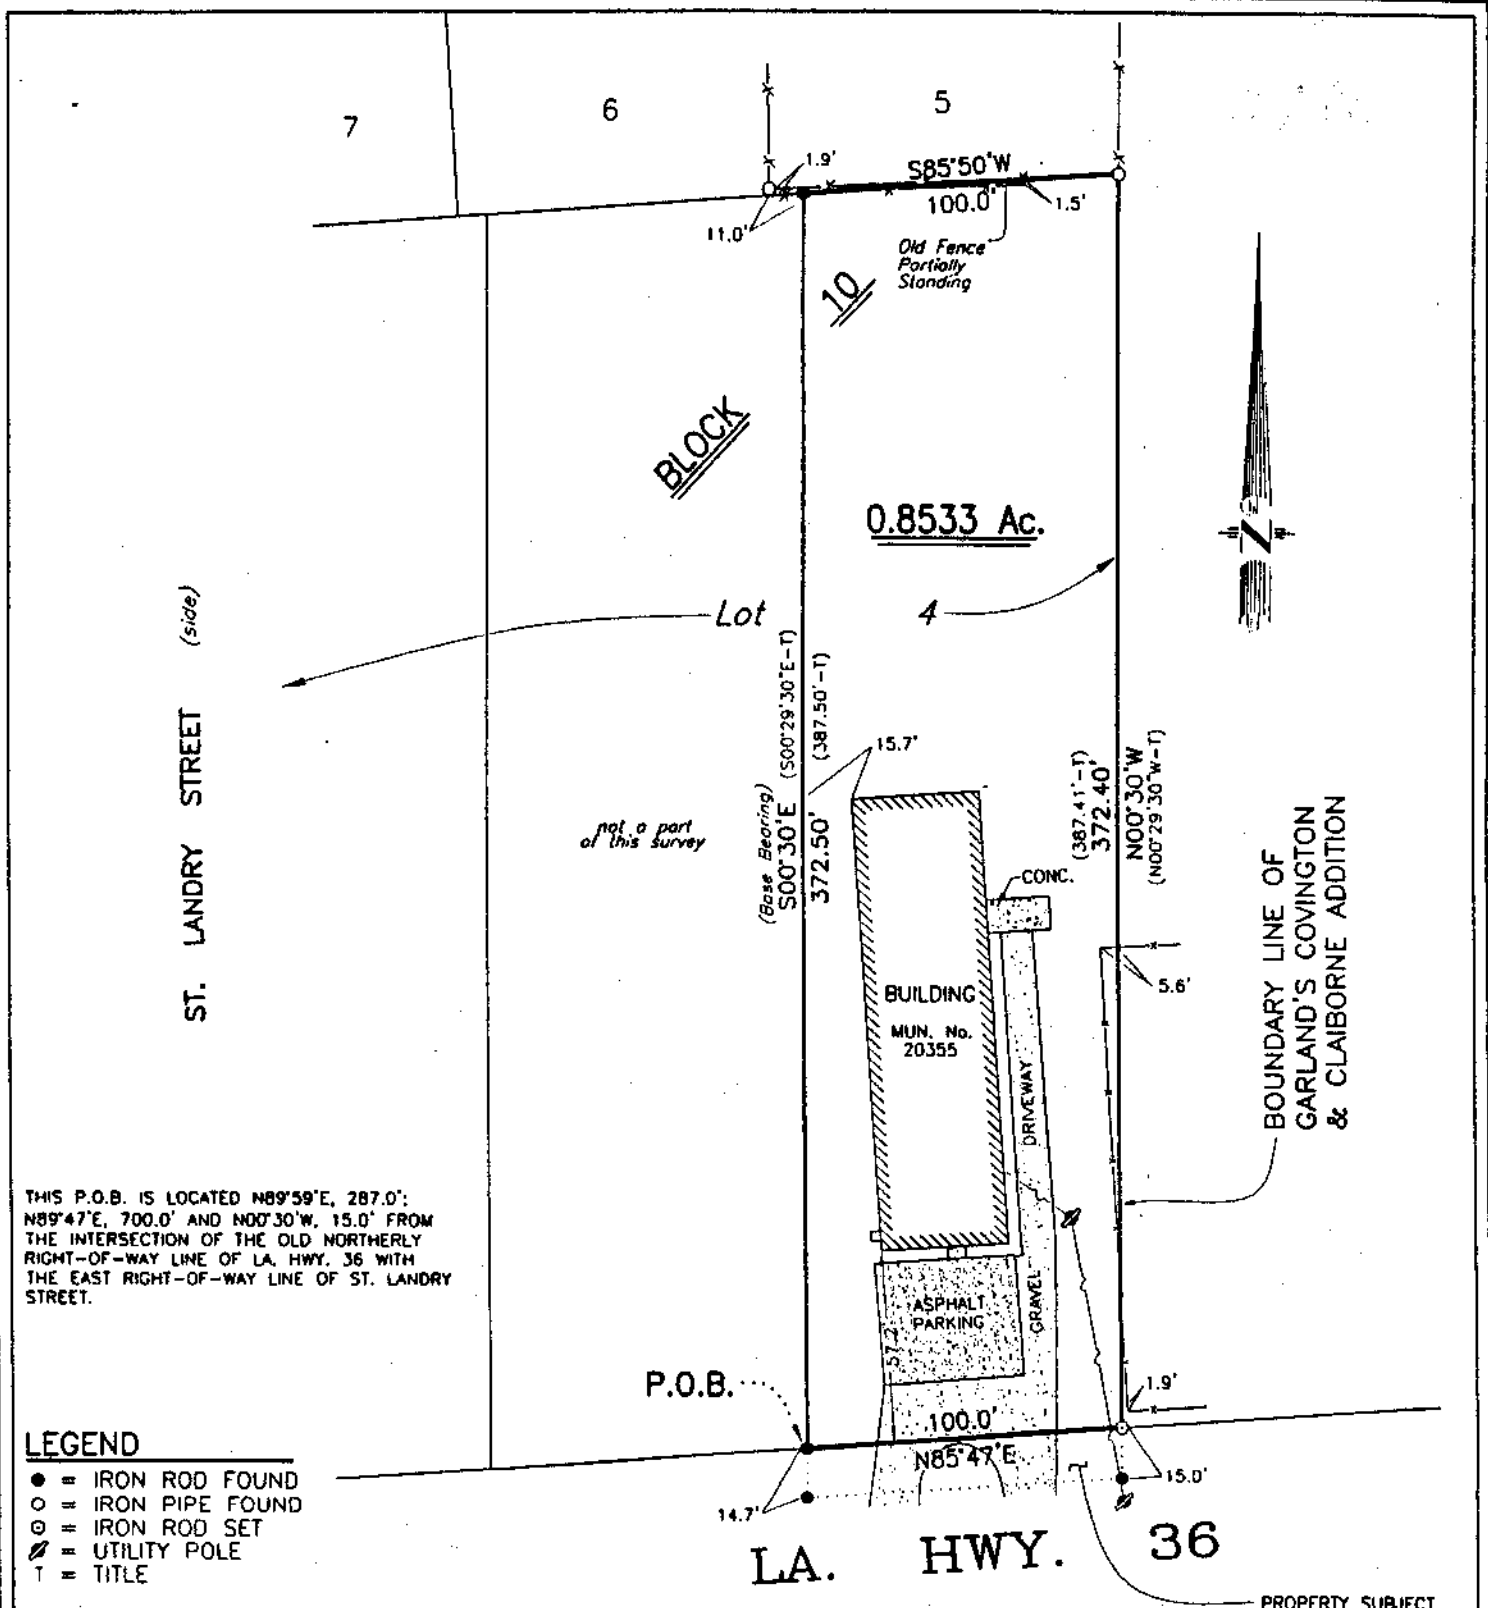 7
6
5
1.9'
S85°50'W
100.0'
1.5'
11.0'
Old Fence
Partially
Standing
10
BLOCK
0.8533 Ac.
N
Lot
4
ST. LANDRY STREET (side)
(Base Bearing)
S00°30'E (S00°29'30"E-T)
372.50' (387.50'-T)
15.7'
(387.41'-T)
372.40'
N00°30'W
(N00°29'30"W-T)
not a part
of this survey
CONC.
BUILDING
MUN. No.
20355
DRIVEWAY
GRAVEL
5.6'
BOUNDARY LINE OF
GARLAND'S COVINGTON
& CLAIBORNE ADDITION
THIS P.O.B. IS LOCATED N89°59'E, 287.0';
N89°47'E, 700.0' AND N00°30'W, 15.0' FROM
THE INTERSECTION OF THE OLD NORTHERLY
RIGHT-OF-WAY LINE OF LA. HWY. 36 WITH
THE EAST RIGHT-OF-WAY LINE OF ST. LANDRY
STREET.
ASPHALT
PARKING
57.2
P.O.B.
1.9'
100.0'
N85°47'E
15.0'
14.7'
LEGEND
● = IRON ROD FOUND
○ = IRON PIPE FOUND
⊙ = IRON ROD SET
= UTILITY POLE
T = TITLE
LA. HWY. 36
PROPERTY SUBJECT